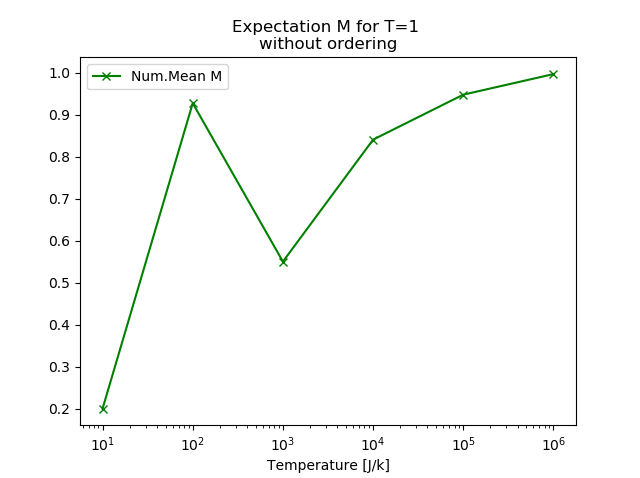 Expectation M for T=1
without ordering
Num.Mean M
1.0
0.9
0.8
0.7
0.6
0.5
0.4
0.3
0.2
10¹ 10² 10³ 10⁴ 10⁵ 10⁶
Temperature [J/k]